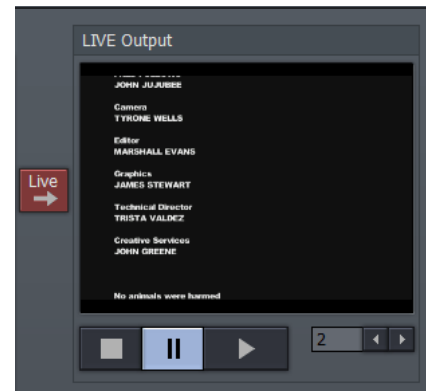 LIVE Output
JOHN JUJUBEE
Camera
TYRONE WELLS
Editor
MARSHALL EVANS
Graphics
JAMES STEWART
Live
Technical Director
TRISTA VALDEZ
Creative Services
JOHN GREENE
No animals were harmed
2